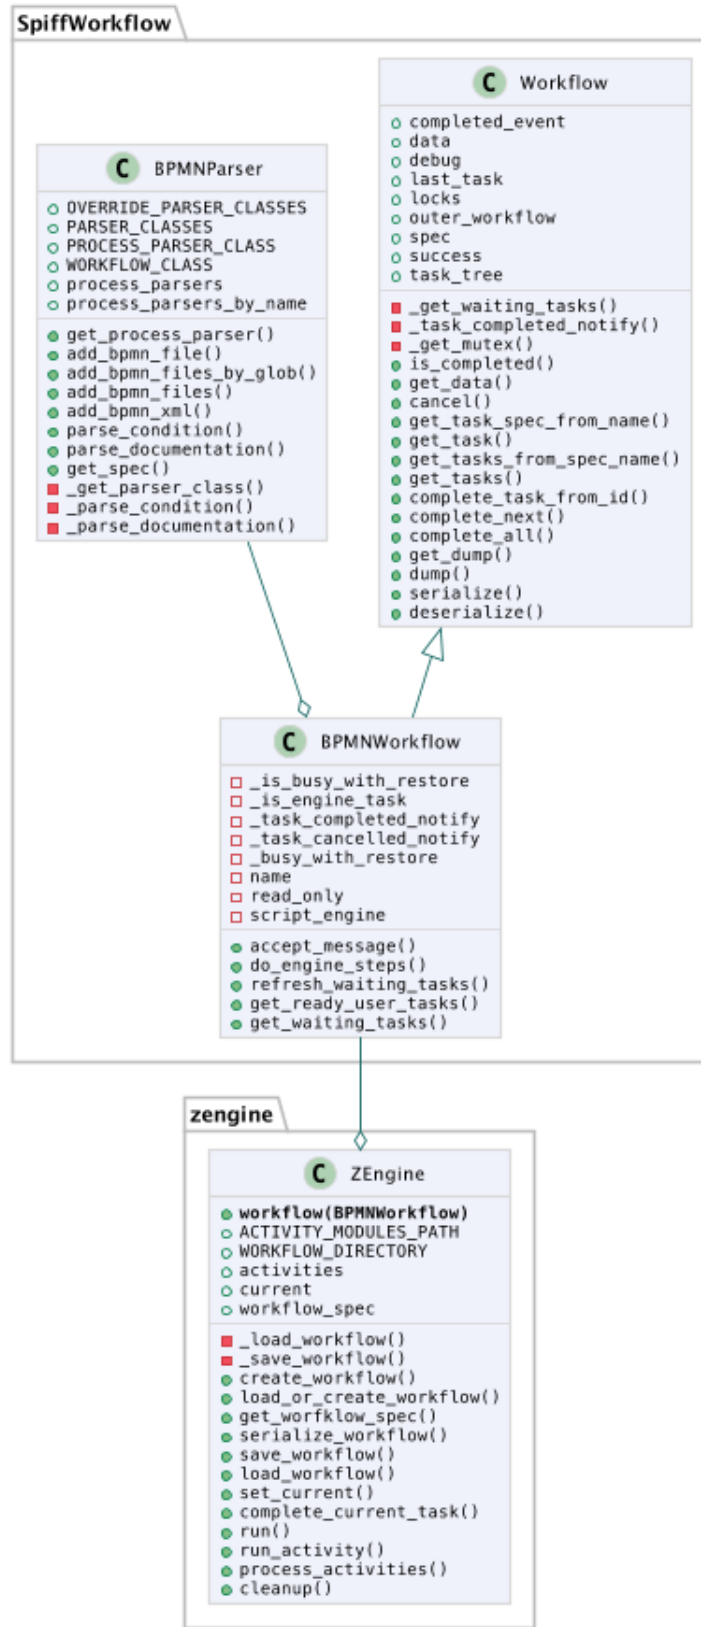 SpiffWorkflow
C BPMNParser
OVERRIDE_PARSER_CLASSES
PARSER_CLASSES
PROCESS_PARSER_CLASS
WORKFLOW_CLASS
process_parsers
process_parsers_by_name
get_process_parser()
add_bpmn_file()
add_bpmn_files_by_glob()
add_bpmn_files()
add_bpmn_xml()
parse_condition()
parse_documentation()
get_spec()
_get_parser_class()
_parse_condition()
_parse_documentation()
C Workflow
completed_event
data
debug
last_task
locks
outer_workflow
spec
success
task_tree
_get_waiting_tasks()
_task_completed_notify()
_get_mutex()
is_completed()
get_data()
cancel()
get_task_spec_from_name()
get_task()
get_tasks_from_spec_name()
get_tasks()
complete_task_from_id()
complete_next()
complete_all()
get_dump()
dump()
serialize()
deserialize()
C BPMNWorkflow
_is_busy_with_restore
_is_engine_task
_task_completed_notify
_task_cancelled_notify
_busy_with_restore
name
read_only
script_engine
accept_message()
do_engine_steps()
refresh_waiting_tasks()
get_ready_user_tasks()
get_waiting_tasks()
zengine
C ZEngine
workflow(BPMNWorkflow)
ACTIVITY_MODULES_PATH
WORKFLOW_DIRECTORY
activities
current
workflow_spec
_load_workflow()
_save_workflow()
create_workflow()
load_or_create_workflow()
get_worfklow_spec()
serialize_workflow()
save_workflow()
load_workflow()
set_current()
complete_current_task()
run()
run_activity()
process_activities()
cleanup()